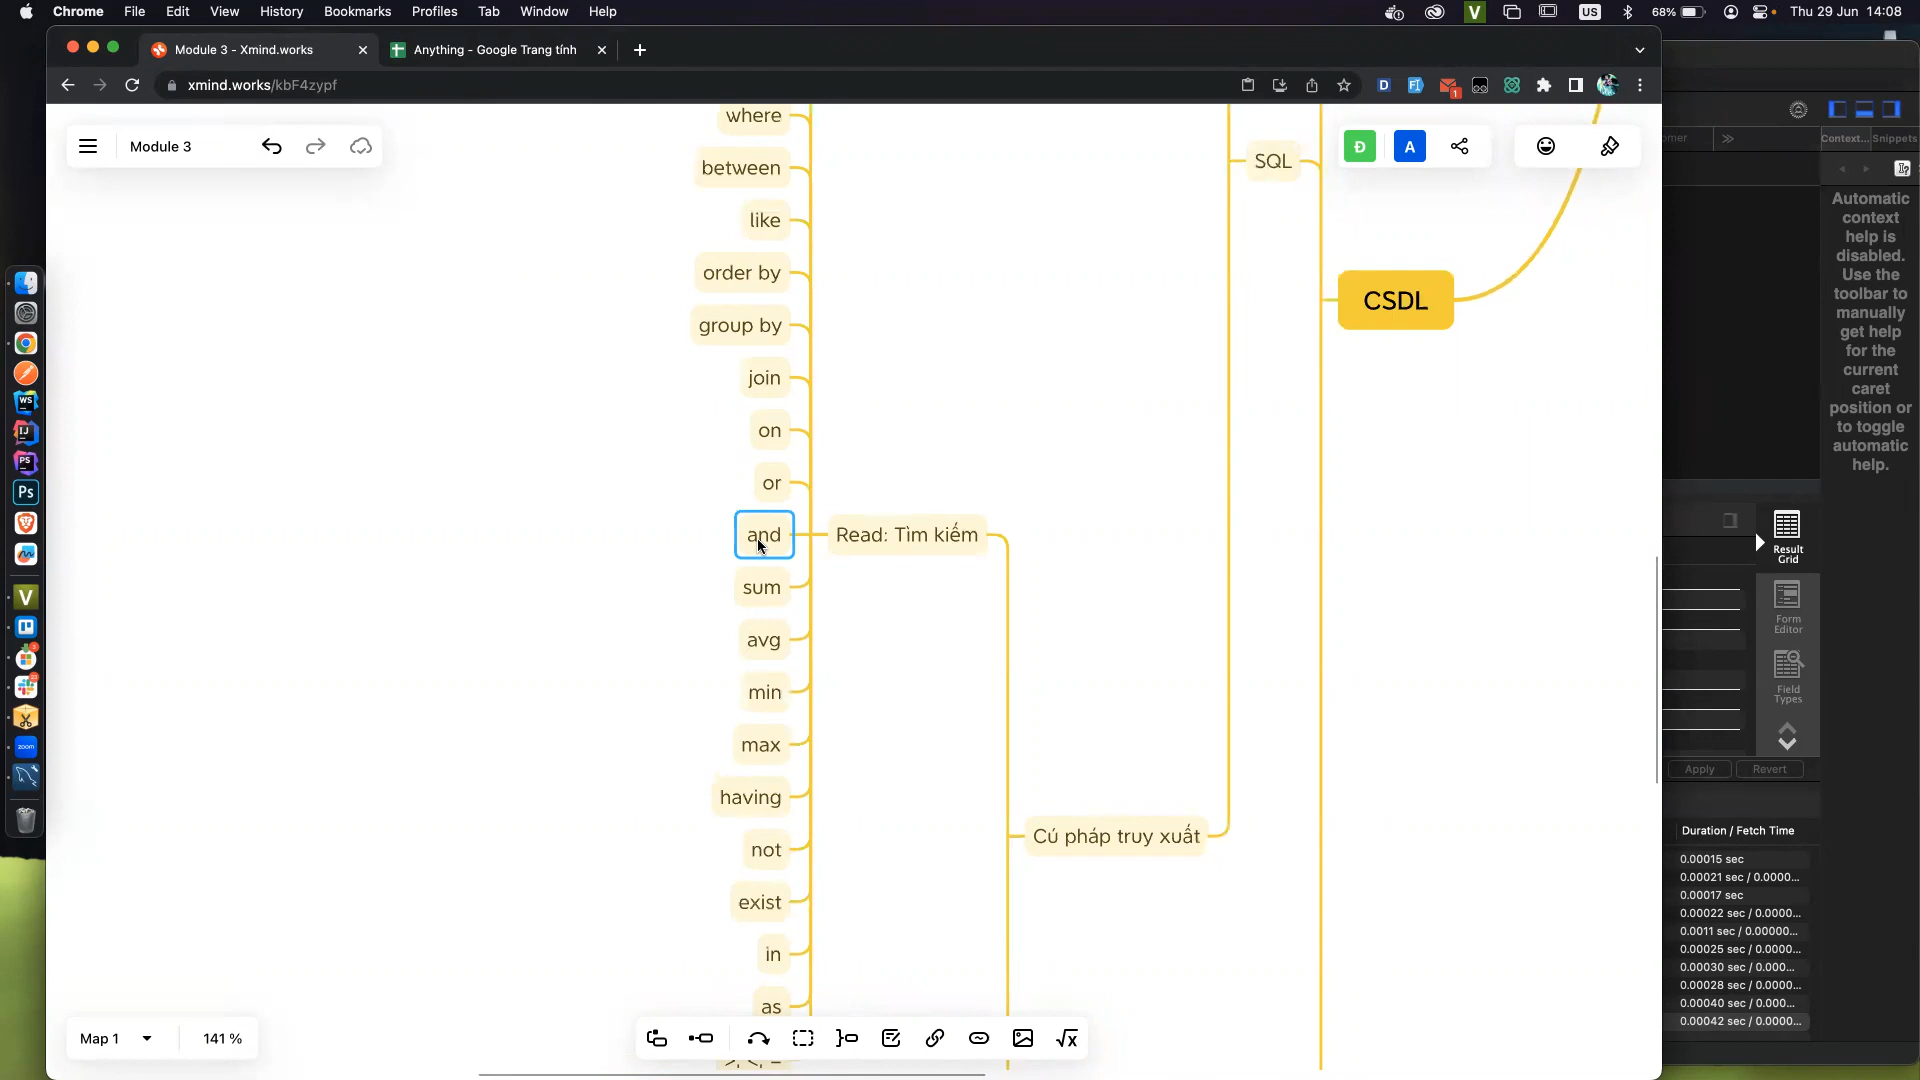 Chrome File Edit View History Bookmarks Profiles Tab Window Help
V US 68% Thu 29 Jun 14:08
Module 3 - Xmind.works
Anything - Google Trang tính
xmind.works/kbF4zypf
Module 3
where
between
like
order by
group by
join
on
or
and
sum
avg
min
max
having
not
exist
in
as
>, <, =
Read: Tìm kiếm
Cú pháp truy xuất
SQL
CSDL
Đ
A
Map 1
141 %
Context...
Snippets
Automatic
context
help is
disabled.
Use the
toolbar to
manually
get help
for the
current
caret
position or
to toggle
automatic
help.
Result
Grid
Form
Editor
Field
Types
Apply
Revert
Duration / Fetch Time
0.00015 sec
0.00021 sec / 0.0000...
0.00017 sec
0.00022 sec / 0.0000...
0.0011 sec / 0.00000...
0.00025 sec / 0.0000...
0.00030 sec / 0.000...
0.00028 sec / 0.0000...
0.00040 sec / 0.000...
0.00042 sec / 0.0000...
WS
IJ
PS
Ps
V
zoom